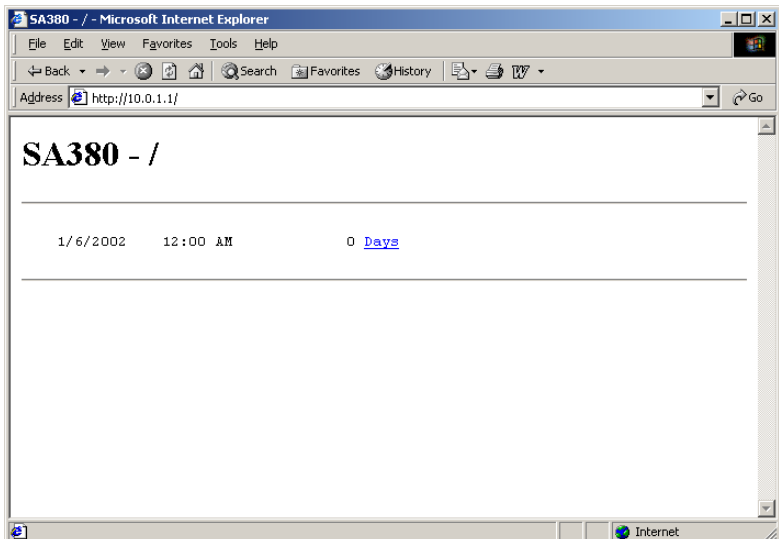 SA380 - / - Microsoft Internet Explorer
File Edit View Favorites Tools Help
Back Search Favorites History
Address http://10.0.1.1/ Go
SA380 - /
1/6/2002 12:00 AM 0 Days
Internet